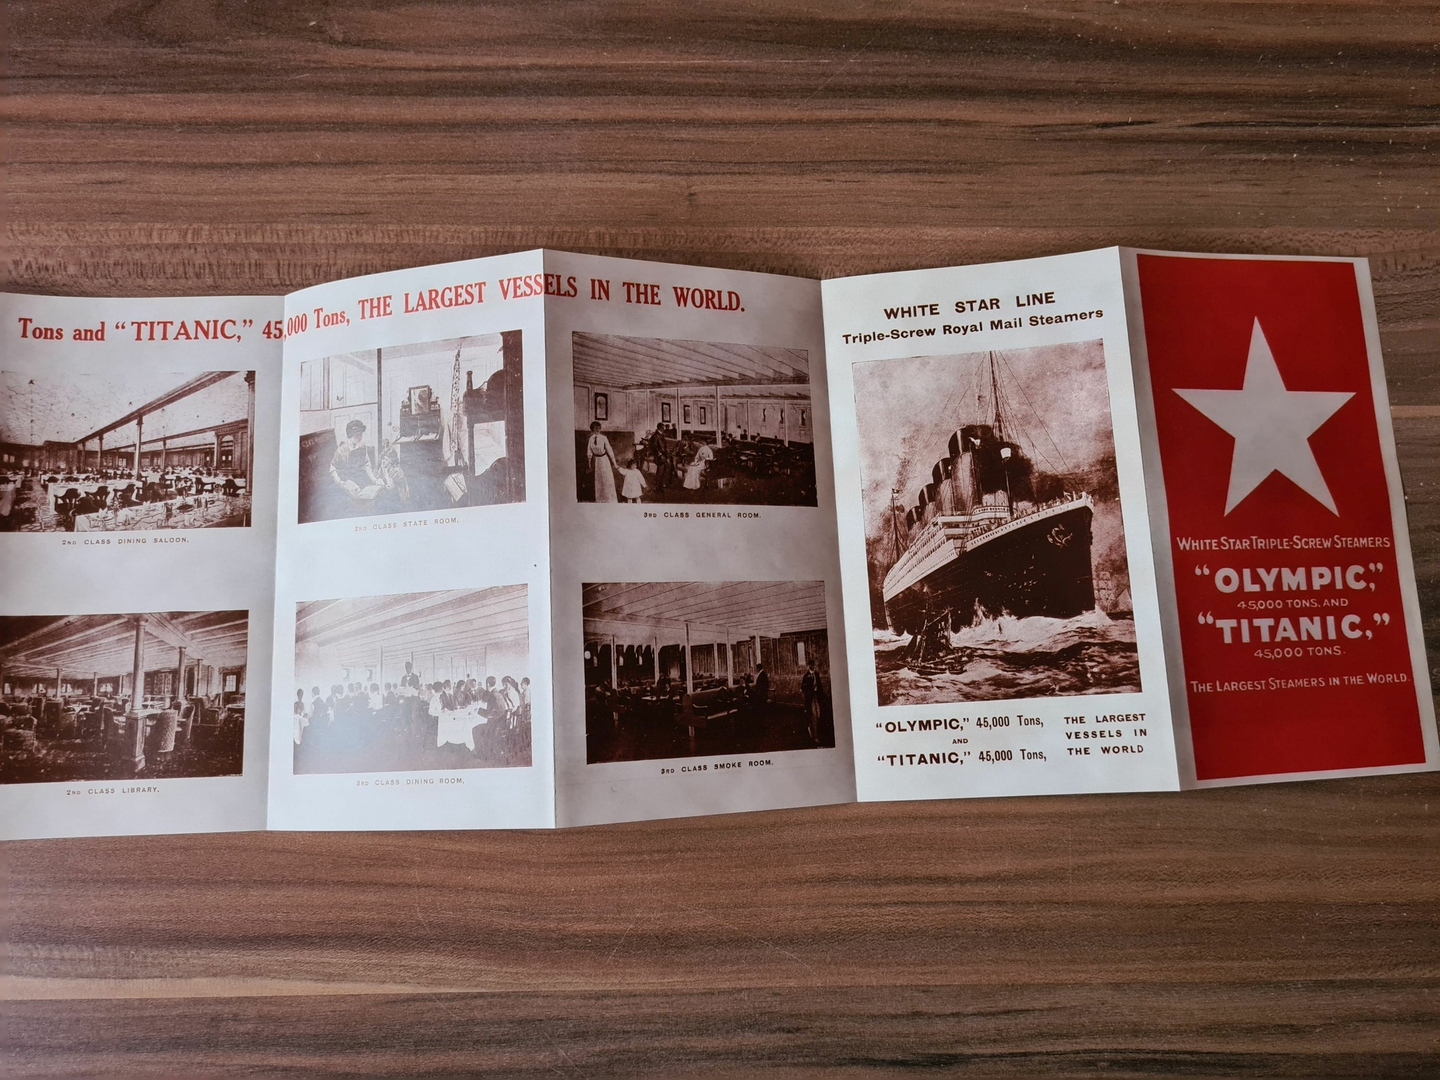 Tons and “TITANIC,” 45,000 Tons, THE LARGEST VESSELS IN THE WORLD.
2ND CLASS DINING SALOON.
2ND CLASS STATE ROOM.
3RD CLASS GENERAL ROOM.
2ND CLASS LIBRARY.
3RD CLASS DINING ROOM.
3RD CLASS SMOKE ROOM.
WHITE STAR LINE
Triple-Screw Royal Mail Steamers
“OLYMPIC,” 45,000 Tons,
AND
“TITANIC,” 45,000 Tons,
THE LARGEST
VESSELS IN
THE WORLD
WHITE STAR TRIPLE-SCREW STEAMERS
“OLYMPIC,”
45,000 TONS. AND
“TITANIC,”
45,000 TONS.
THE LARGEST STEAMERS IN THE WORLD.